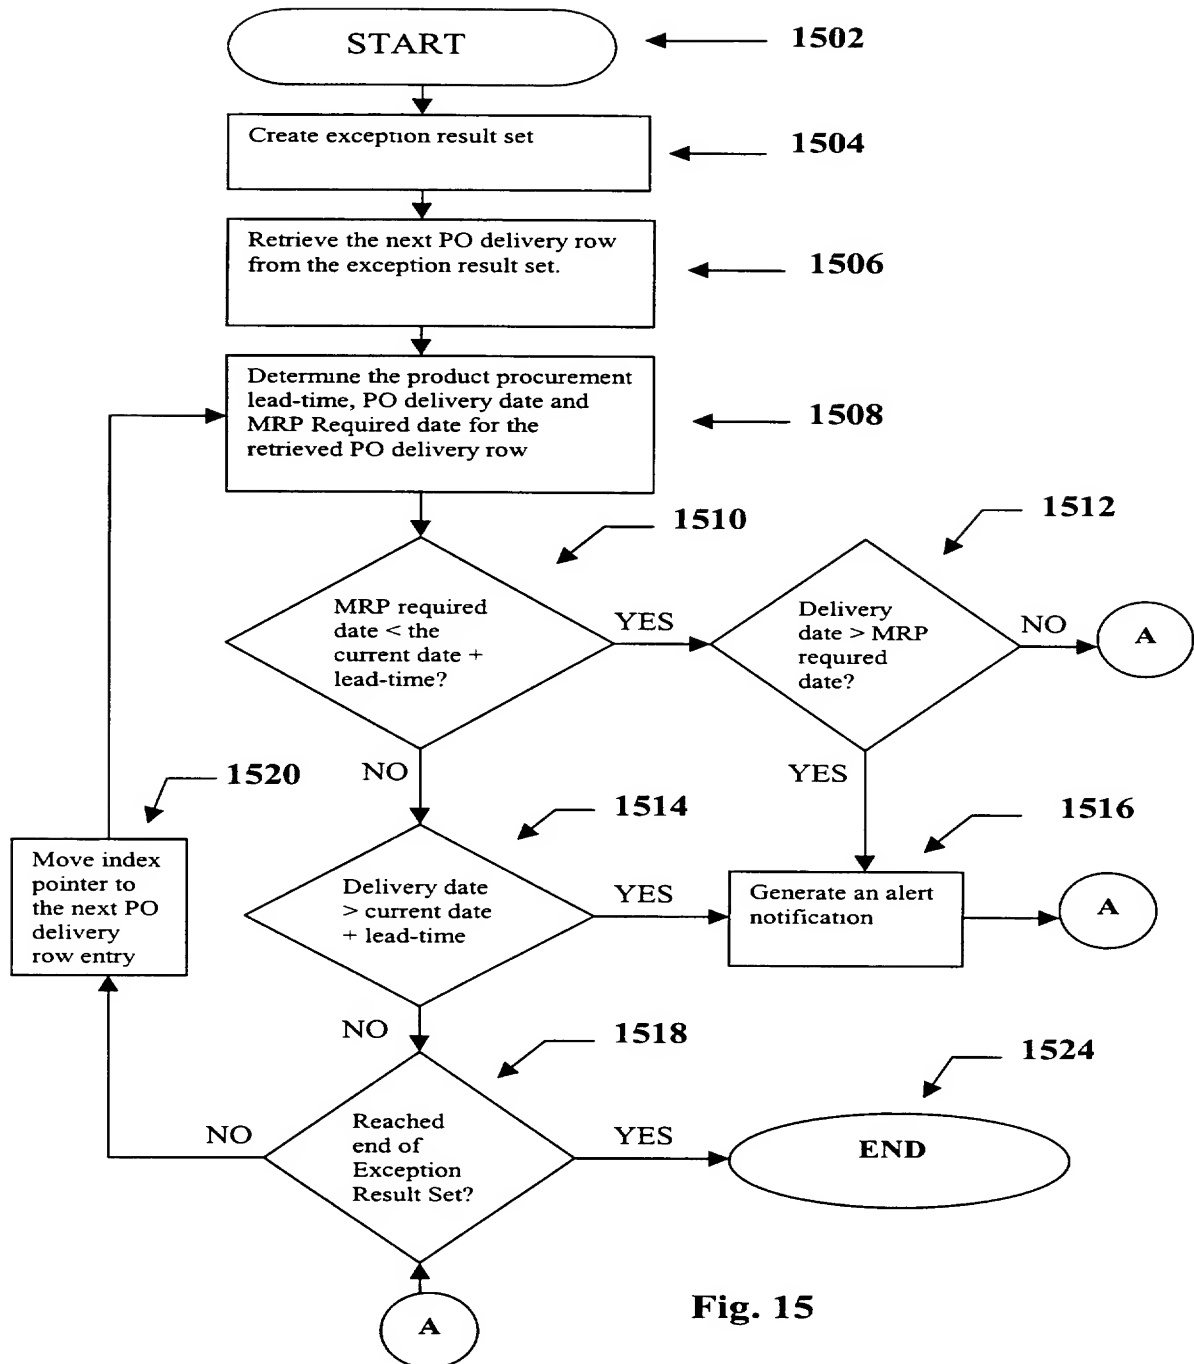 START
1502
Create exception result set
1504
Retrieve the next PO delivery row
from the exception result set.
1506
Determine the product procurement
lead-time, PO delivery date and
MRP Required date for the
retrieved PO delivery row
1508
1510
1512
MRP required
date < the
current date +
lead-time?
YES
Delivery
date > MRP
required
date?
NO
A
NO
YES
1520
1514
1516
Move index
pointer to
the next PO
delivery
row entry
Delivery date
> current date
+ lead-time
YES
Generate an alert
notification
A
NO
1518
1524
NO
Reached
end of
Exception
Result Set?
YES
END
A
Fig. 15